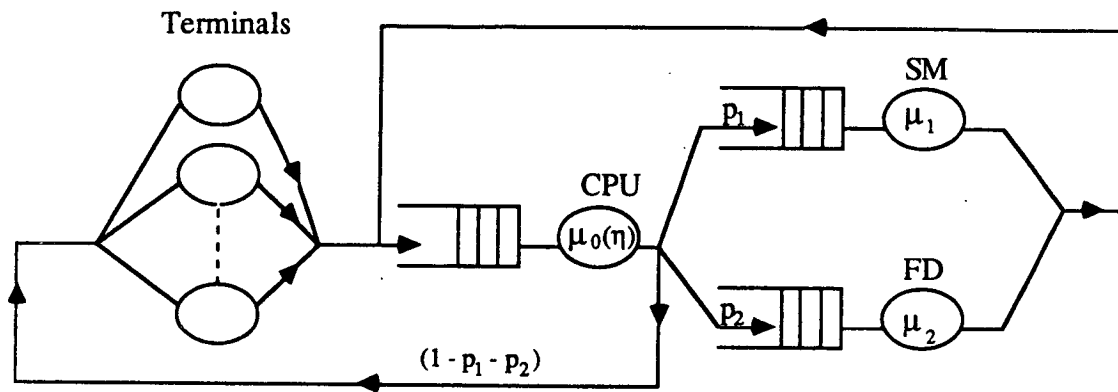 Terminals
SM
p₁
μ₁
CPU
μ₀(η)
FD
p₂
μ₂
(1 - p₁ - p₂)